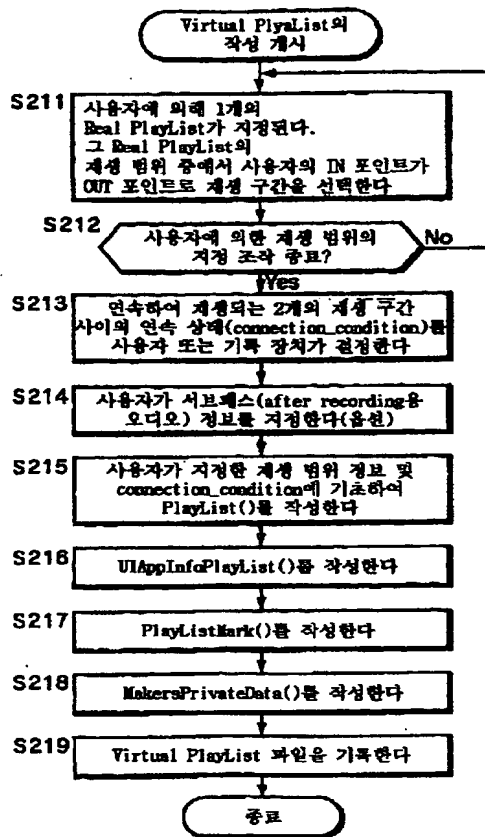 Virtual PlyaList의
작성 개시
S211
사용자에 의해 1개의
Real PlayList가 지정된다.
그 Real PlayList의
재생 범위 중에서 사용자의 IN 포인트가
OUT 포인트로 재생 구간을 선택한다
S212
사용자에 의한 재생 범위의
지정 조작 종료?
No
Yes
S213
연속하여 재생되는 2개의 재생 구간
사이의 연속 상태(connection_condition)를
사용자 또는 기록 장치가 결정한다
S214
사용자가 서브패스(after recording용
오디오) 정보를 지정한다(옵션)
S215
사용자가 지정한 재생 범위 정보 및
connection_condition에 기초하여
PlayList()를 작성한다
S216
UIAppInfoPlayList()를 작성한다
S217
PlayListMark()를 작성한다
S218
MakersPrivateData()를 작성한다
S219
Virtual PlayList 파일을 기록한다
종료